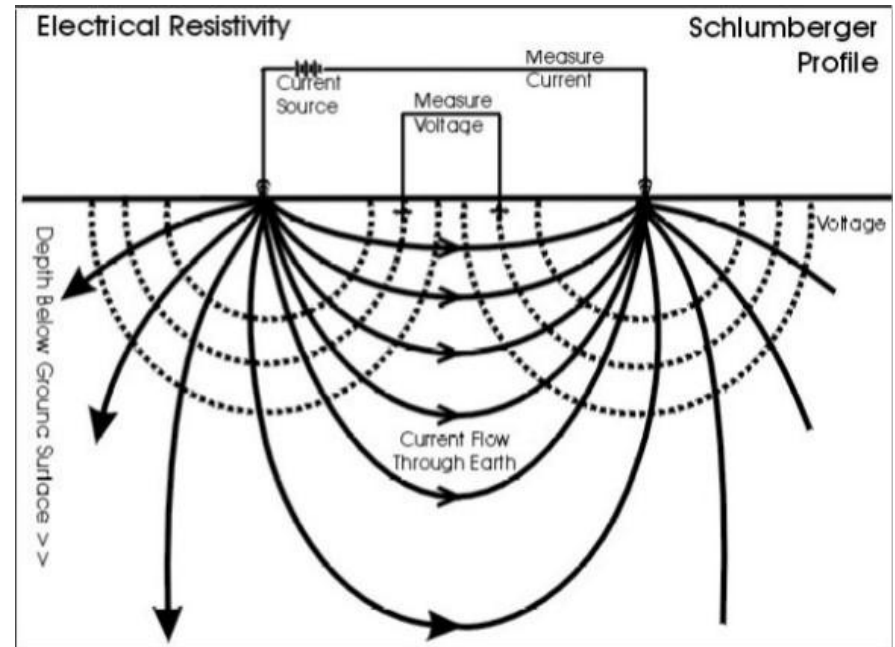 Electrical Resistivity
Schlumberger
Profile
Measure
Current
Current
Source
Measure
Voltage
Voltage
Depth Below Ground Surface > >
Current Flow
Through Earth